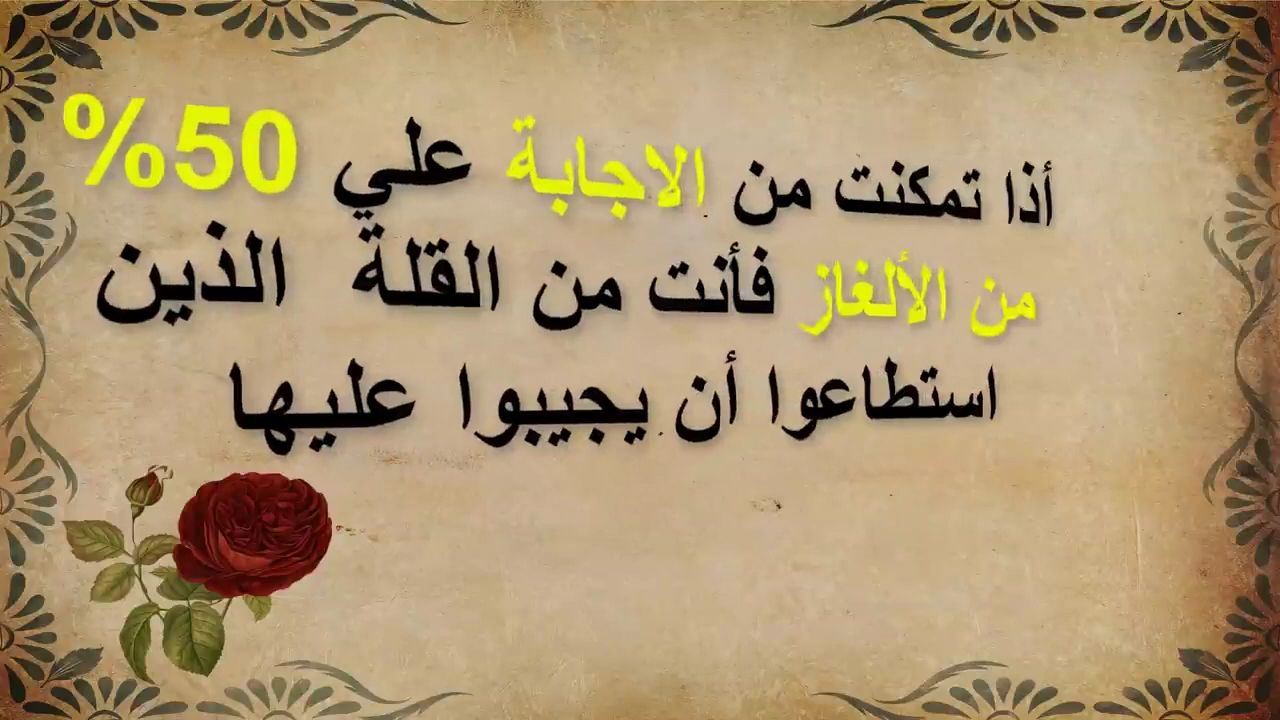 أذا تمكنت من الاجابة علي 50%
من الألغاز فأنت من القلة الذين
استطاعوا أن يجيبوا عليها